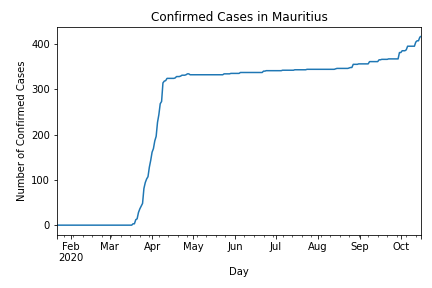 Confirmed Cases in Mauritius
Number of Confirmed Cases
400
300
200
100
0
Feb Mar Apr May Jun Jul Aug Sep Oct
2020
Day